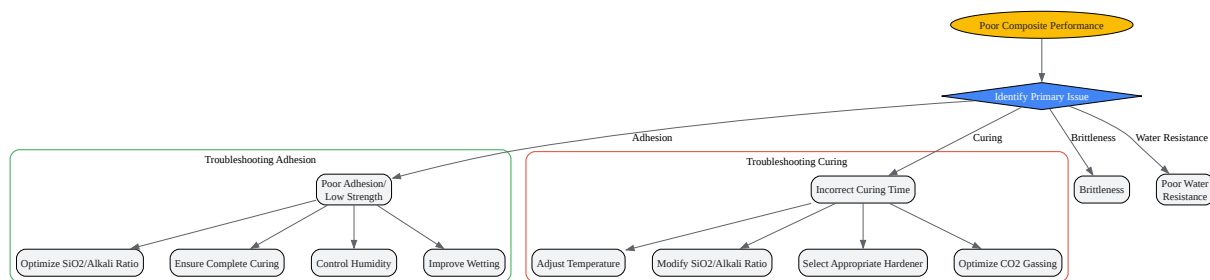 Poor Composite Performance
Identify Primary Issue
Adhesion
Curing
Brittleness
Water Resistance
Troubleshooting Adhesion
Troubleshooting Curing
Poor Adhesion/
Low Strength
Incorrect Curing Time
Brittleness
Poor Water
Resistance
Optimize SiO2/Alkali Ratio
Ensure Complete Curing
Control Humidity
Improve Wetting
Adjust Temperature
Modify SiO2/Alkali Ratio
Select Appropriate Hardener
Optimize CO2 Gassing